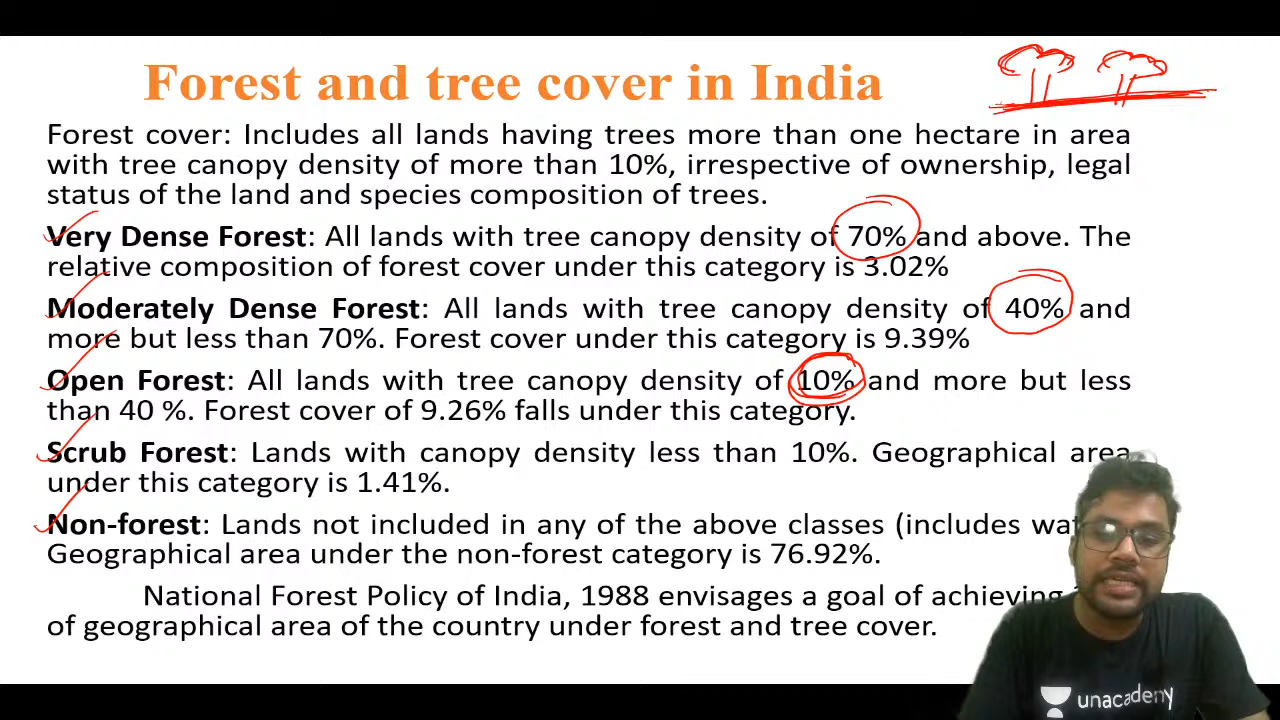 Forest and tree cover in India
Forest cover: Includes all lands having trees more than one hectare in area
with tree canopy density of more than 10%, irrespective of ownership, legal
status of the land and species composition of trees.
Very Dense Forest: All lands with tree canopy density of 70% and above. The
relative composition of forest cover under this category is 3.02%
Moderately Dense Forest: All lands with tree canopy density of 40% and
more but less than 70%. Forest cover under this category is 9.39%
Open Forest: All lands with tree canopy density of 10% and more but less
than 40 %. Forest cover of 9.26% falls under this category.
Scrub Forest: Lands with canopy density less than 10%. Geographical area
under this category is 1.41%.
Non-forest: Lands not included in any of the above classes (includes
Geographical area under the non-forest category is 76.92%.
National Forest Policy of India, 1988 envisages a goal of achieving
of geographical area of the country under forest and tree cover.
unacademy